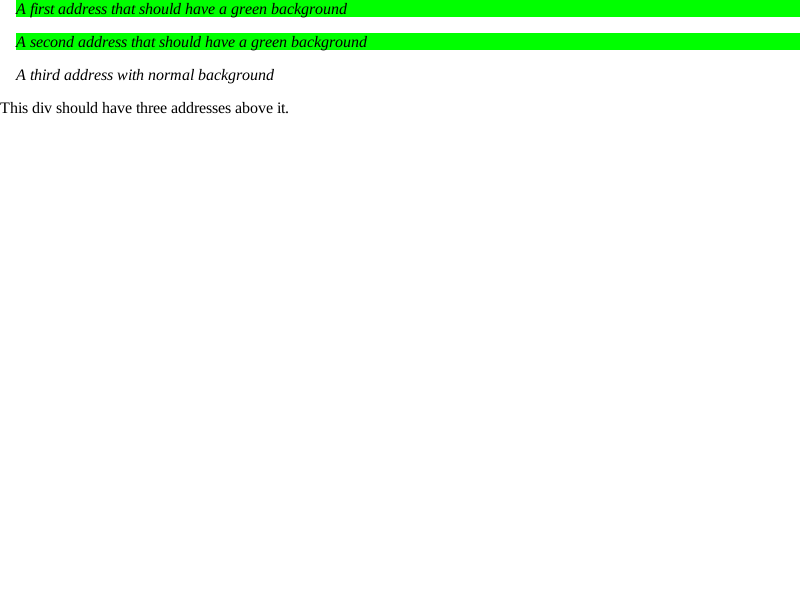 A first address that should have a green background
A second address that should have a green background
A third address with normal background
This div should have three addresses above it.